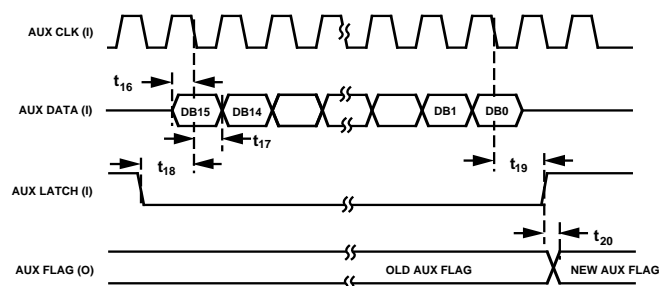 AUX CLK (I)
t16
AUX DATA (I)
DB15 DB14 DB1 DB0
t17
t18
t19
AUX LATCH (I)
t20
AUX FLAG (O)
OLD AUX FLAG NEW AUX FLAG